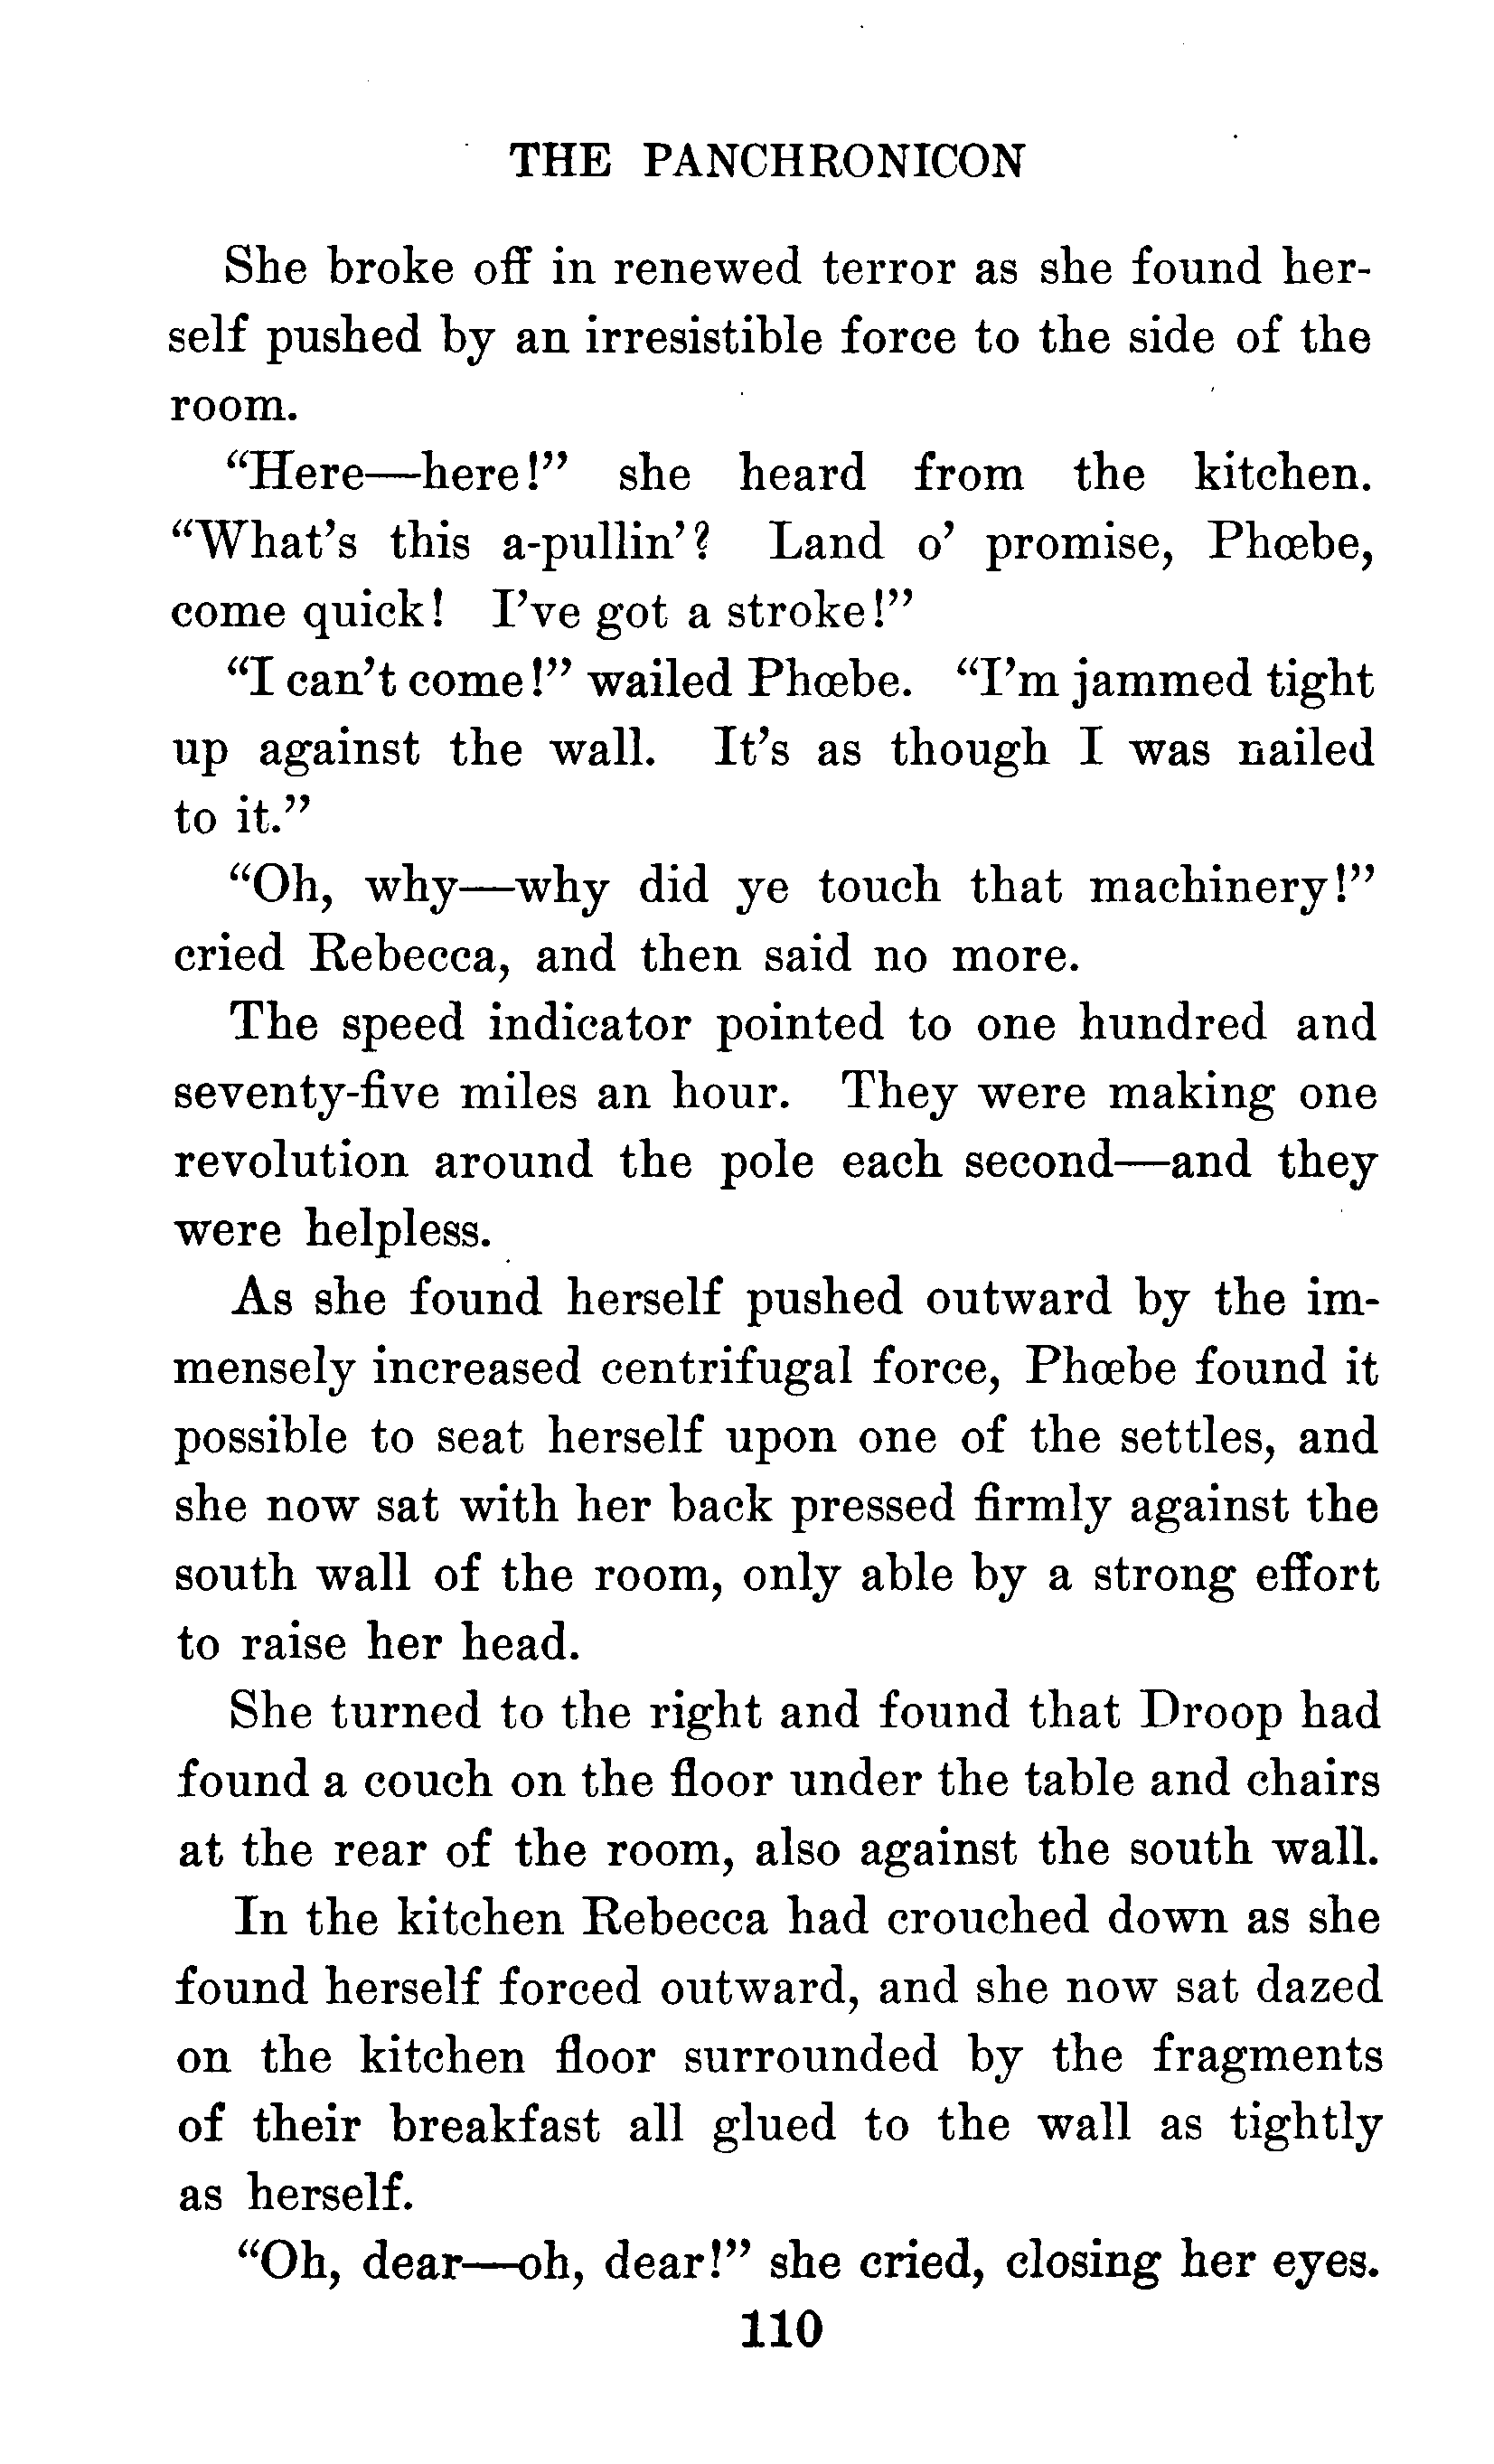 THE PANCHRONICON
She broke off in renewed terror as she found her-
self pushed by an irresistible force to the side of the
room.
“Here—here!” she heard from the kitchen.
“What’s this a-pullin’? Land o’ promise, Phœbe,
come quick! I’ve got a stroke!”
“I can’t come!” wailed Phœbe. “I’m jammed tight
up against the wall. It’s as though I was nailed
to it.”
“Oh, why—why did ye touch that machinery!”
cried Rebecca, and then said no more.
The speed indicator pointed to one hundred and
seventy-five miles an hour. They were making one
revolution around the pole each second—and they
were helpless.
As she found herself pushed outward by the im-
mensely increased centrifugal force, Phœbe found it
possible to seat herself upon one of the settles, and
she now sat with her back pressed firmly against the
south wall of the room, only able by a strong effort
to raise her head.
She turned to the right and found that Droop had
found a couch on the floor under the table and chairs
at the rear of the room, also against the south wall.
In the kitchen Rebecca had crouched down as she
found herself forced outward, and she now sat dazed
on the kitchen floor surrounded by the fragments
of their breakfast all glued to the wall as tightly
as herself.
“Oh, dear—oh, dear!” she cried, closing her eyes.
110